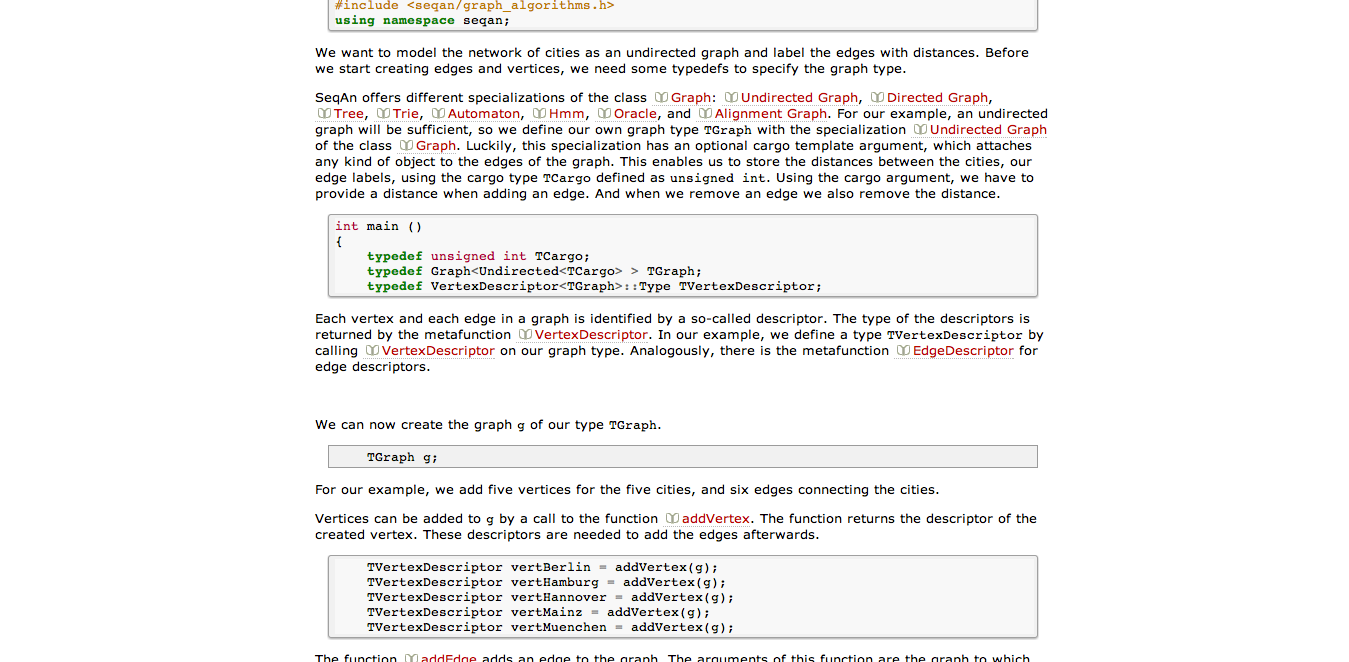 #include <seqan/graph_algorithms.h>
using namespace seqan;
We want to model the network of cities as an undirected graph and label the edges with distances. Before
we start creating edges and vertices, we need some typedefs to specify the graph type.
SeqAn offers different specializations of the class Graph: Undirected Graph, Directed Graph,
Tree, Trie, Automaton, Hmm, Oracle, and Alignment Graph. For our example, an undirected
graph will be sufficient, so we define our own graph type TGraph with the specialization Undirected Graph
of the class Graph. Luckily, this specialization has an optional cargo template argument, which attaches
any kind of object to the edges of the graph. This enables us to store the distances between the cities, our
edge labels, using the cargo type TCargo defined as unsigned int. Using the cargo argument, we have to
provide a distance when adding an edge. And when we remove an edge we also remove the distance.
int main ()
{
typedef unsigned int TCargo;
typedef Graph<Undirected<TCargo> > TGraph;
typedef VertexDescriptor<TGraph>::Type TVertexDescriptor;
Each vertex and each edge in a graph is identified by a so-called descriptor. The type of the descriptors is
returned by the metafunction VertexDescriptor. In our example, we define a type TVertexDescriptor by
calling VertexDescriptor on our graph type. Analogously, there is the metafunction EdgeDescriptor for
edge descriptors.
We can now create the graph g of our type TGraph.
TGraph g;
For our example, we add five vertices for the five cities, and six edges connecting the cities.
Vertices can be added to g by a call to the function addVertex. The function returns the descriptor of the
created vertex. These descriptors are needed to add the edges afterwards.
TVertexDescriptor vertBerlin = addVertex(g);
TVertexDescriptor vertHamburg = addVertex(g);
TVertexDescriptor vertHannover = addVertex(g);
TVertexDescriptor vertMainz = addVertex(g);
TVertexDescriptor vertMuenchen = addVertex(g);
The function addEdge adds an edge to the graph. The arguments of this function are the graph to which